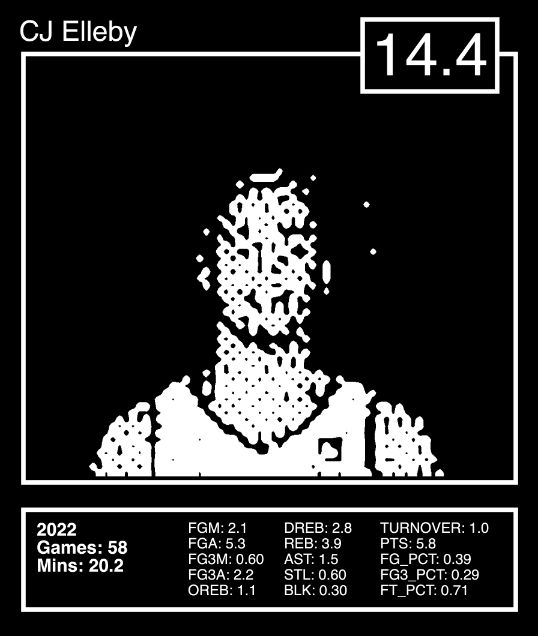 CJ Elleby
14.4
2022
Games: 58
Mins: 20.2
FGM: 2.1
FGA: 5.3
FG3M: 0.60
FG3A: 2.2
OREB: 1.1
DREB: 2.8
REB: 3.9
AST: 1.5
STL: 0.60
BLK: 0.30
TURNOVER: 1.0
PTS: 5.8
FG_PCT: 0.39
FG3_PCT: 0.29
FT_PCT: 0.71